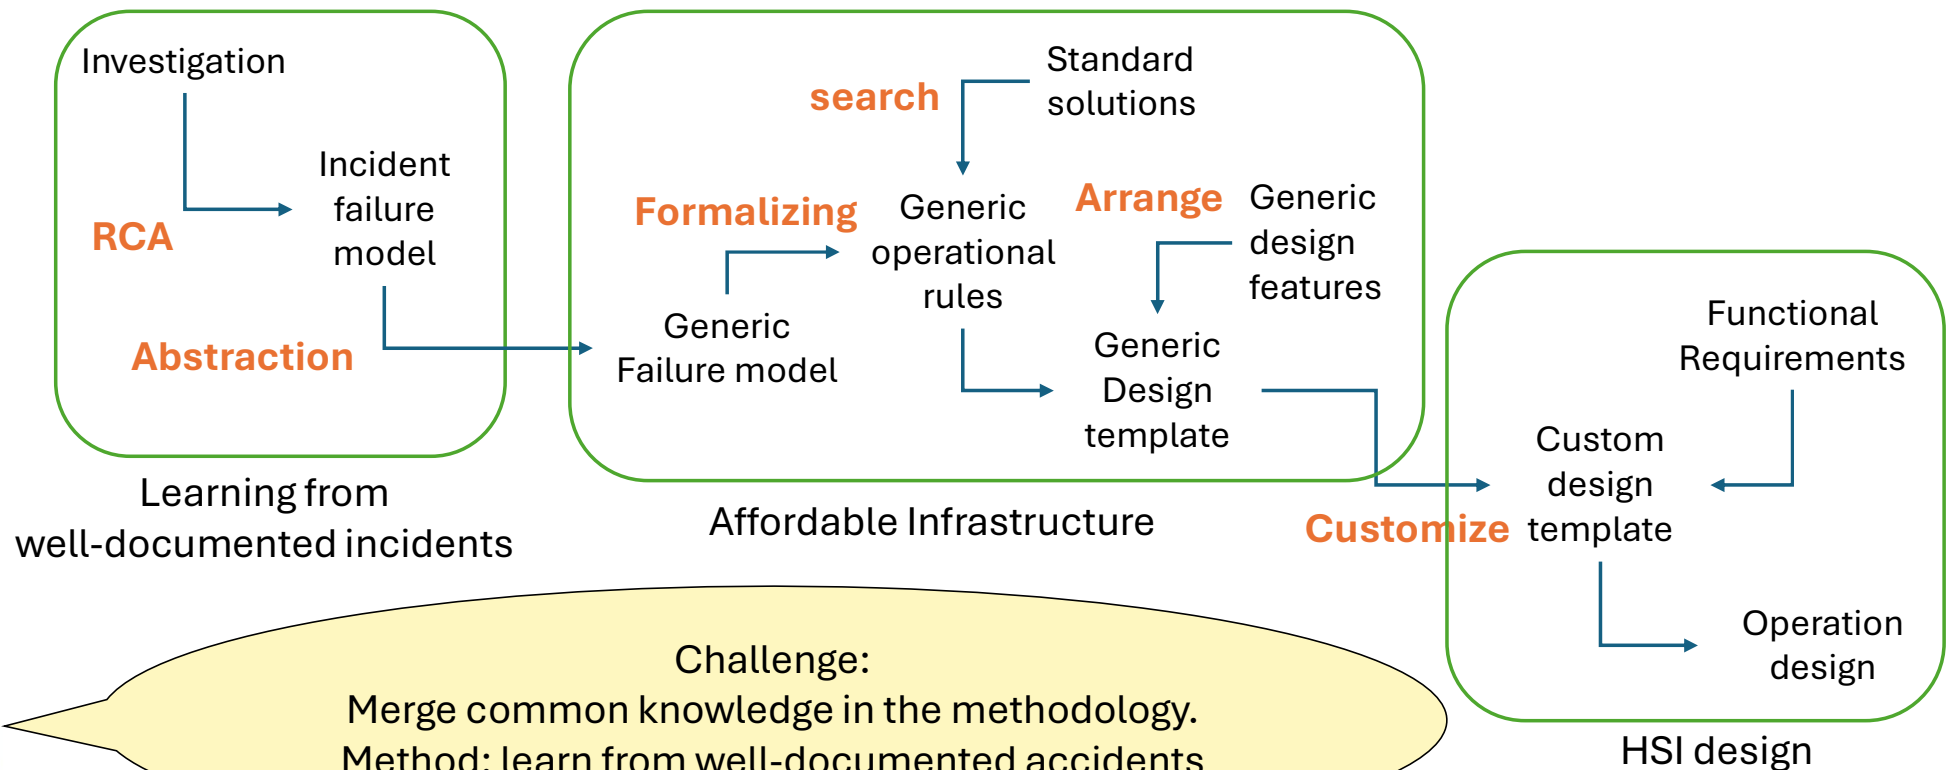 Investigation
RCA
Incident
failure
model
Abstraction
Learning from
well-documented incidents
search
Standard
solutions
Formalizing
Generic
operational
rules
Arrange
Generic
design
features
Generic
Failure model
Generic
Design
template
Affordable Infrastructure
Customize
Functional
Requirements
Custom
design
template
Operation
design
HSI design
Challenge:
Merge common knowledge in the methodology.
Method: learn from well-documented accidents